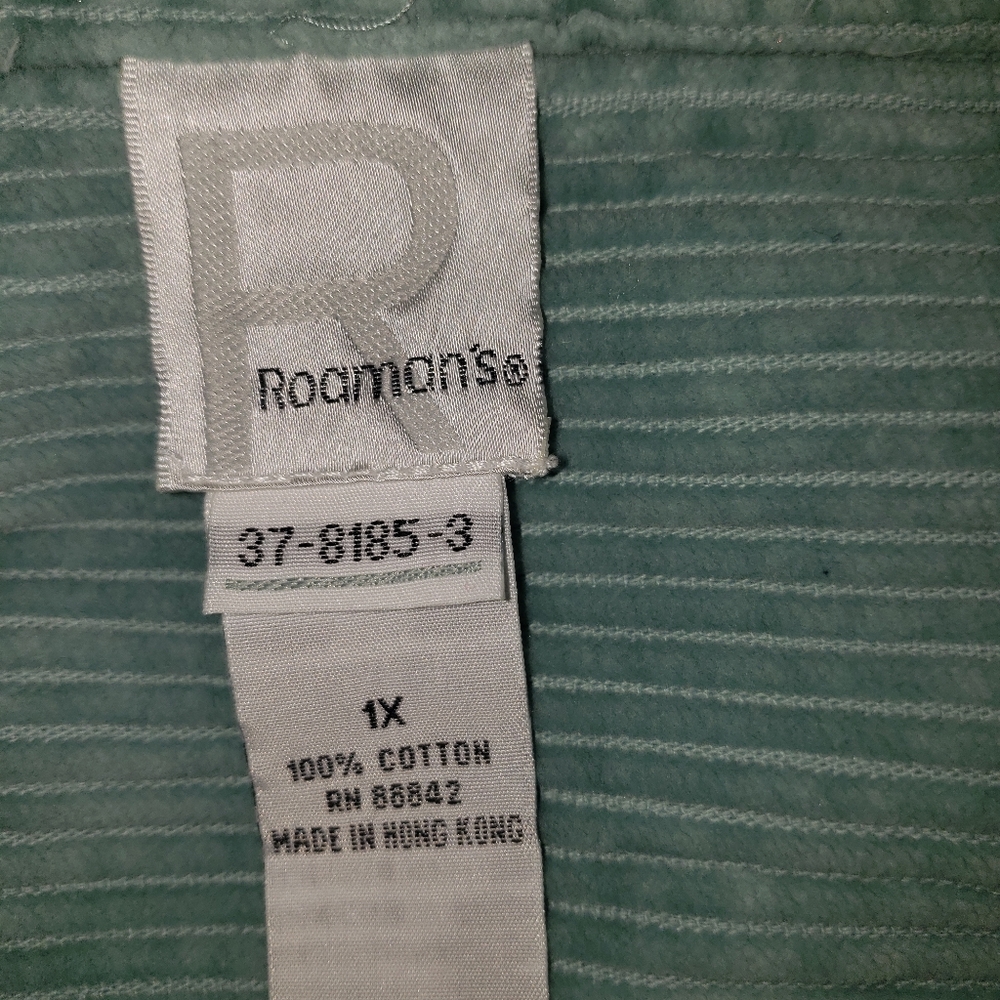 R
Roaman's®
37-8185-3
1X
100% COTTON
RN 88842
MADE IN HONG KONG